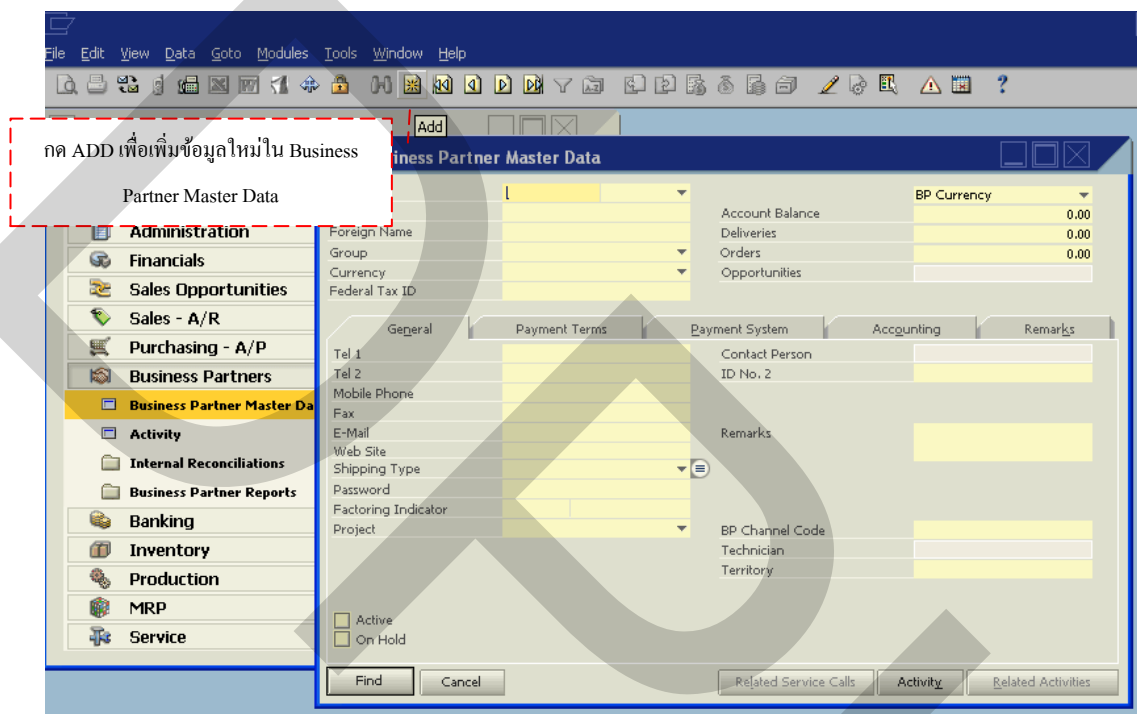 File Edit View Data Goto Modules Tools Window Help
Add
กด ADD เพื่อเพิ่มข้อมูลใหม่ใน Business
Partner Master Data
iness Partner Master Data
BP Currency
Account Balance 0.00
Foreign Name Deliveries 0.00
Group Orders 0.00
Currency Opportunities
Federal Tax ID
Administration
Financials
Sales Opportunities
Sales - A/R
Purchasing - A/P
Business Partners
Business Partner Master Da
Activity
Internal Reconciliations
Business Partner Reports
Banking
Inventory
Production
MRP
Service
General Payment Terms Payment System Accounting Remarks
Tel 1 Contact Person
Tel 2 ID No. 2
Mobile Phone
Fax
E-Mail Remarks
Web Site
Shipping Type
Password
Factoring Indicator
Project BP Channel Code
Technician
Territory
Active
On Hold
Find Cancel Related Service Calls Activity Related Activities